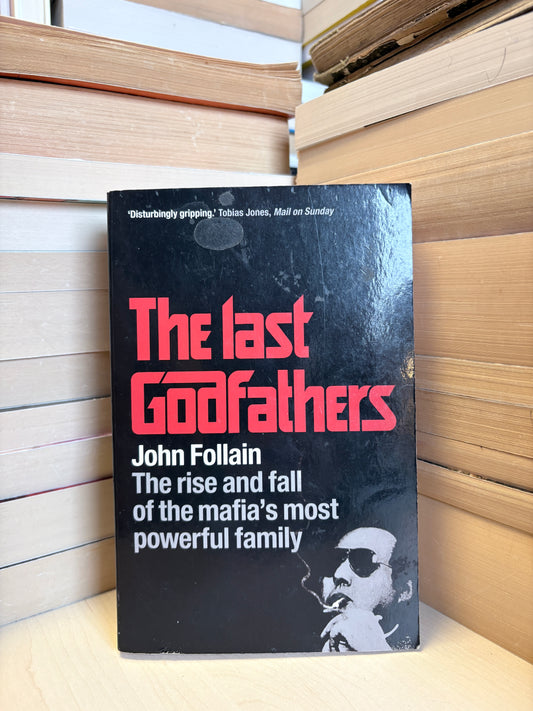 'Disturbingly gripping.' Tobias Jones, Mail on Sunday
The last
Godfathers
John Follain
The rise and fall
of the mafia's most
powerful family